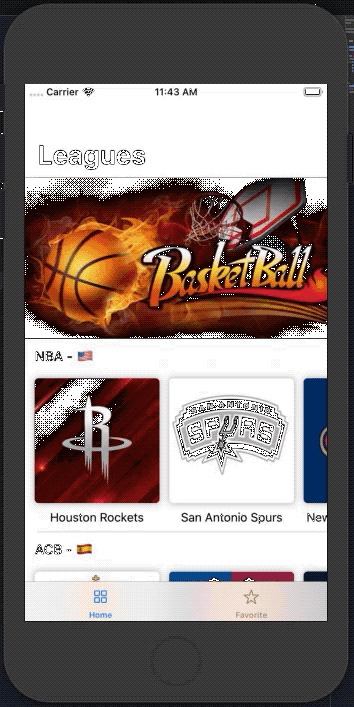 Carrier
11:43 AM
Leagues
BasketBall
NBA - 🇺🇸
R
SAN ANTONIO
SPURS
Houston Rockets
San Antonio Spurs
New
ACB - 🇪🇸
Home
Favorite